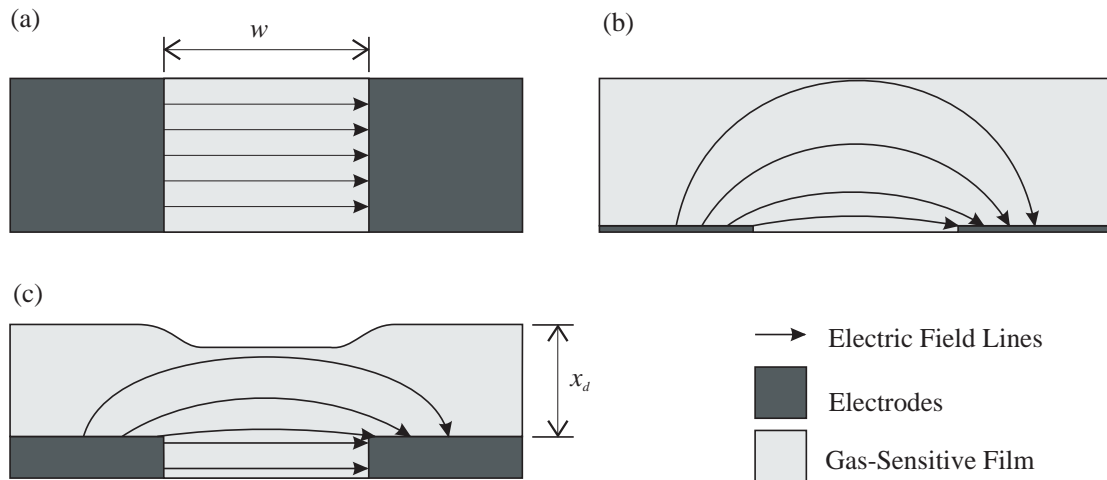 (a)
w
(b)
(c)
x_d
Electric Field Lines
Electrodes
Gas-Sensitive Film